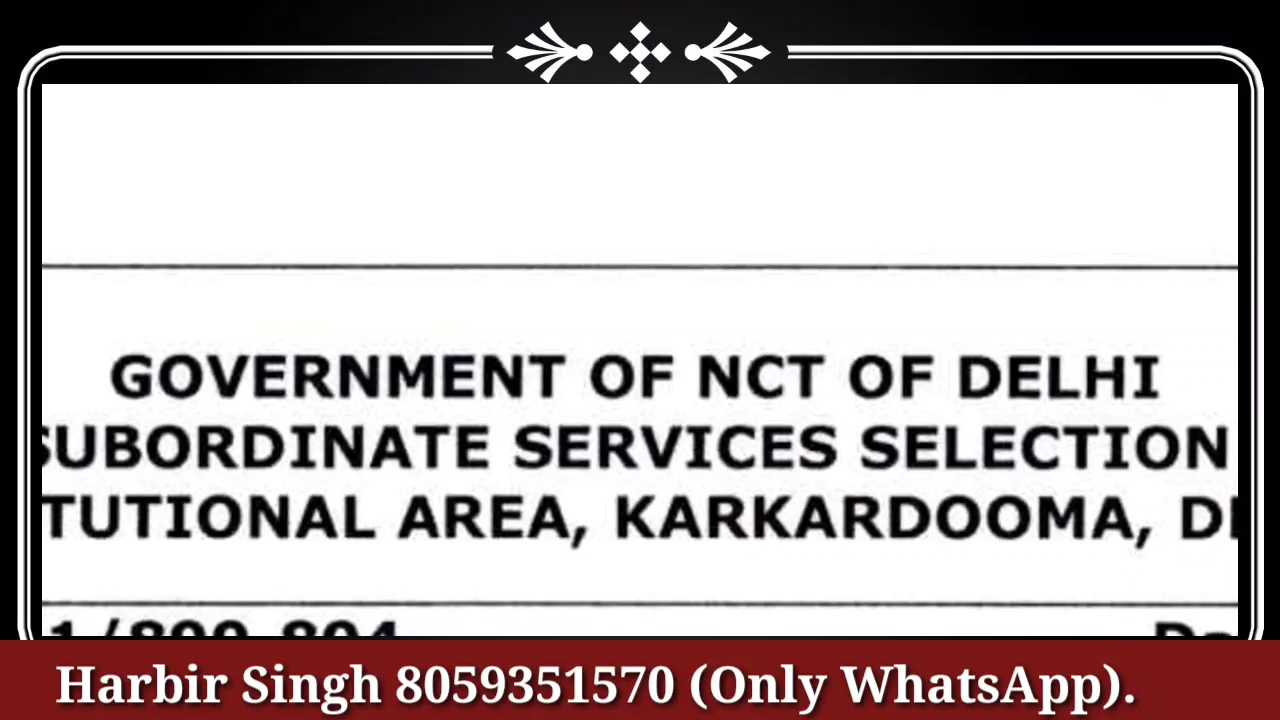 GOVERNMENT OF NCT OF DELHI
SUBORDINATE SERVICES SELECTION
TUTIONAL AREA, KARKARDOOMA,
Harbir Singh 8059351570 (Only WhatsApp).